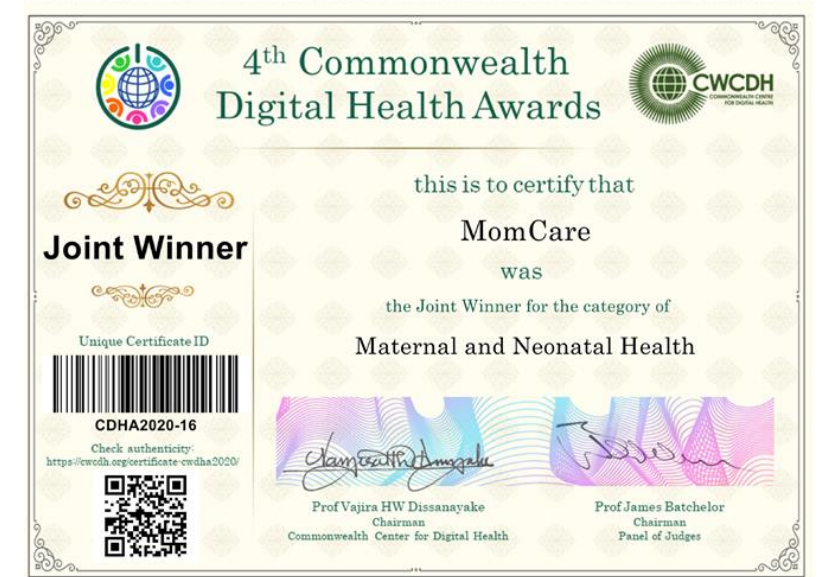 4th Commonwealth
Digital Health Awards
CWCDH
COMMONWEALTH CENTRE
FOR DIGITAL HEALTH
Joint Winner
Unique Certificate ID
CDHA2020-16
Check authenticity:
https://cwcdh.org/certificate-cwdha2020/
this is to certify that
MomCare
was
the Joint Winner for the category of
Maternal and Neonatal Health
Prof Vajira HW Dissanayake
Chairman
Commonwealth Center for Digital Health
Prof James Batchelor
Chairman
Panel of Judges